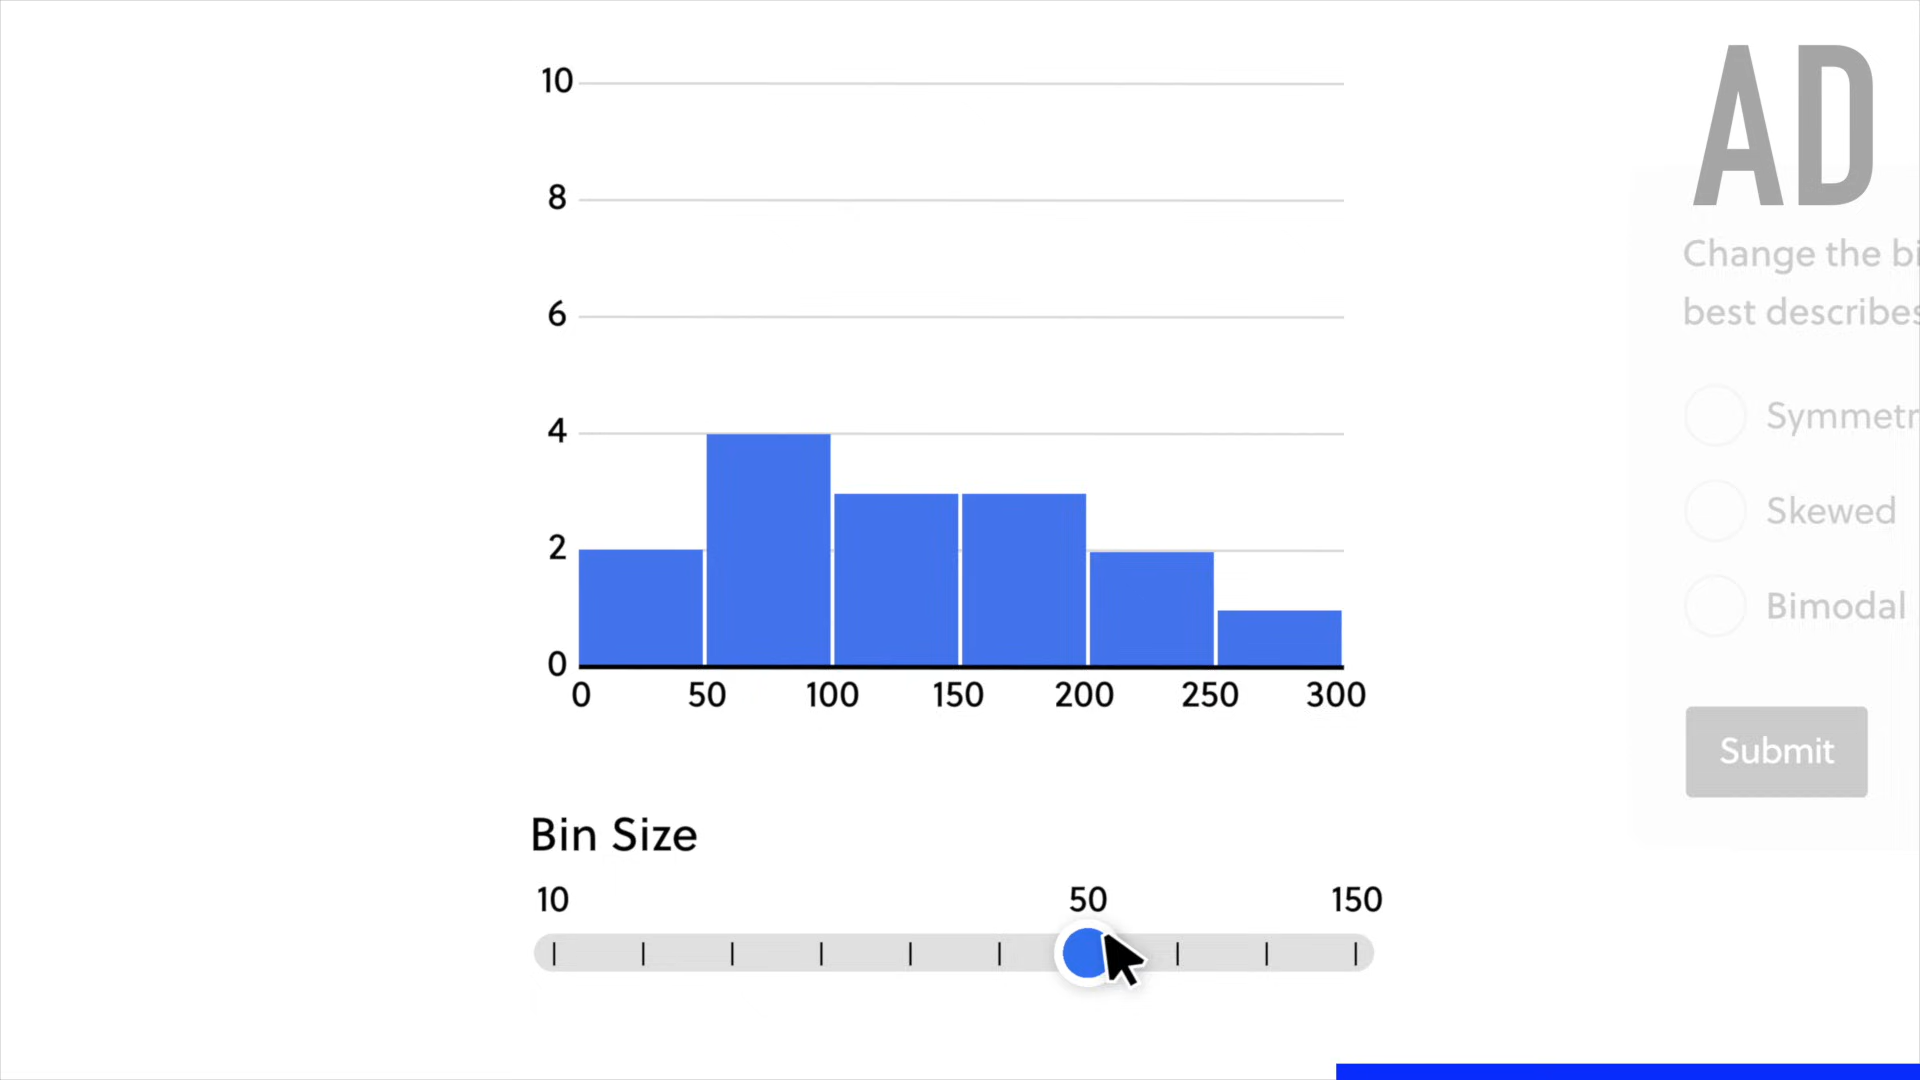 AD
10
8
6
4
2
0
0 50 100 150 200 250 300
Change the bi
best describes
Symmetr
Skewed
Bimodal
Submit
Bin Size
10 50 150